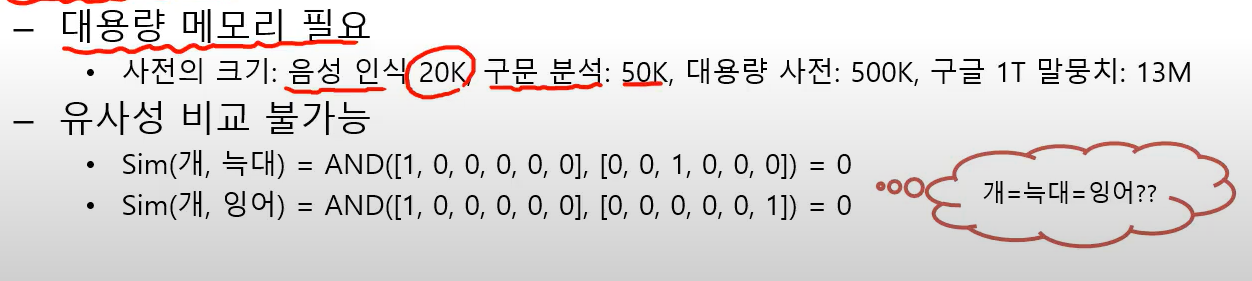 – 대용량 메모리 필요
• 사전의 크기: 음성 인식 20K, 구문 분석: 50K, 대용량 사전: 500K, 구글 1T 말뭉치: 13M
– 유사성 비교 불가능
• Sim(개, 늑대) = AND([1, 0, 0, 0, 0, 0], [0, 0, 1, 0, 0, 0]) = 0
• Sim(개, 잉어) = AND([1, 0, 0, 0, 0, 0], [0, 0, 0, 0, 0, 1]) = 0
개=늑대=잉어??